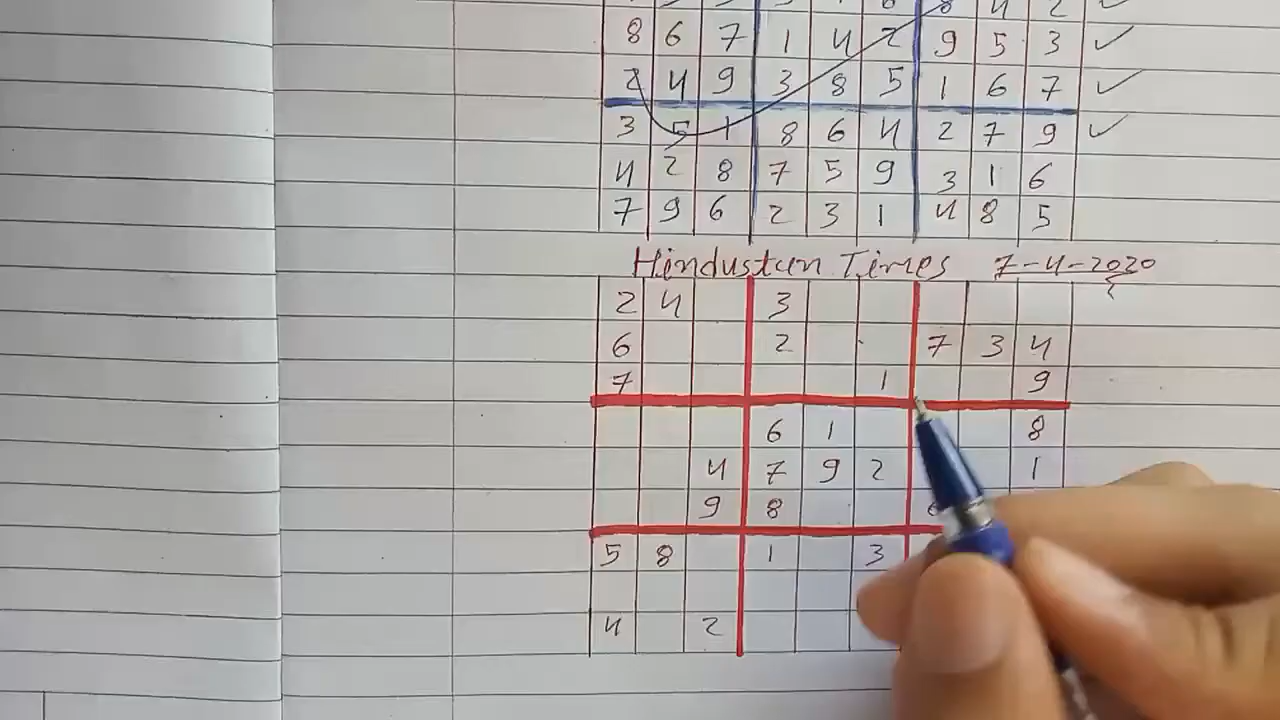 8 4 2
8 6 7 1 4 2 9 5 3 ✓
2 4 9 3 8 5 1 6 7 ✓
3 5 1 8 6 4 2 7 9 ✓
4 2 8 7 5 9 3 1 6
7 9 6 2 3 1 4 8 5
Hindustan Times 7-4-2020
2 4 3
6 2 7 3 4
7 1 9
6 1 8
4 7 9 2 1
9 8
5 8 1 3
4 2